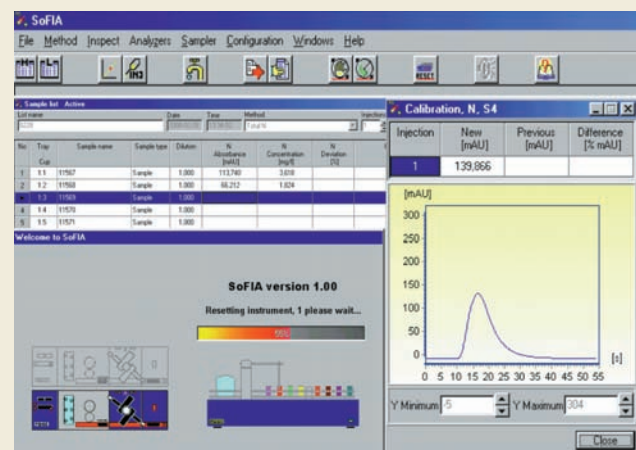 SoFIA
File Method Inspect Analyzers Sampler Configuration Windows Help
RESET
Sample list Active
List name
Date
Time
Method
Injections
Total N
1
No Tray Cup Sample name Sample type Dilution N Absorbance [mAU] N Concentration [mg/l] N Deviation [%]
1 1:1 11567 Sample 1.000 113,740 3,618
2 1:2 11568 Sample 1.000 66,212 1,824
1:3 11569 Sample 1.000
4 1:4 11570 Sample 1.000
5 1:5 11571 Sample 1.000
Welcome to SoFIA
SoFIA version 1.00
Resetting instrument, 1 please wait...
Calibration, N, S4
Injection New [mAU] Previous [mAU] Difference [% mAU]
1 139,866
[mAU]
300
250
200
150
100
50
0
0 5 10 15 20 25 30 35 40 45 50 55
[s]
Y Minimum -5 Y Maximum 304
Close